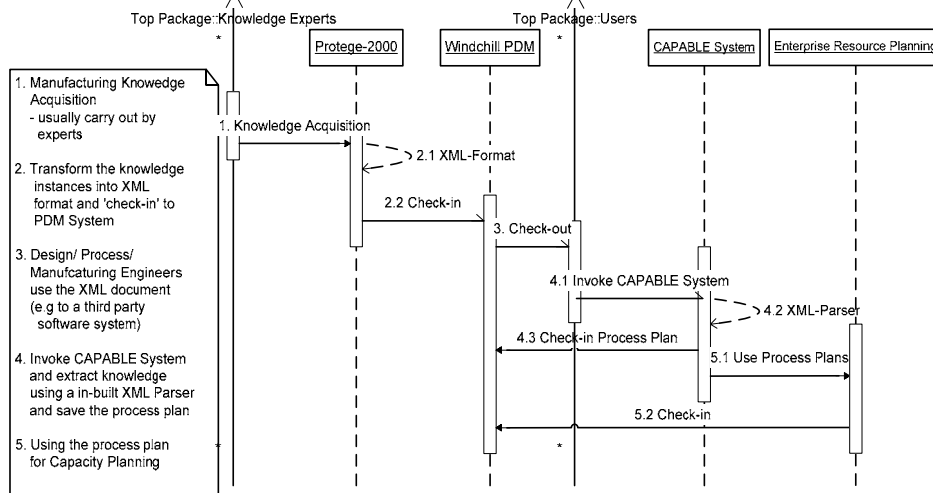 Top Package::Knowledge Experts
Top Package::Users
*
*
Protege-2000
Windchill PDM
CAPABLE System
Enterprise Resource Planning
1. Manufacturing Knowedge
Acquisition
- usually carry out by
experts
2. Transform the knowledge
instances into XML
format and 'check-in' to
PDM System
3. Design/ Process/
Manufcaturing Engineers
use the XML document
(e.g to a third party
software system)
4. Invoke CAPABLE System
and extract knowledge
using a in-built XML Parser
and save the process plan
5. Using the process plan
for Capacity Planning
1. Knowledge Acquisition
2.1 XML-Format
2.2 Check-in
3. Check-out
4.1 Invoke CAPABLE System
4.2 XML-Parser
4.3 Check-in Process Plan
5.1 Use Process Plans
5.2 Check-in
*
*